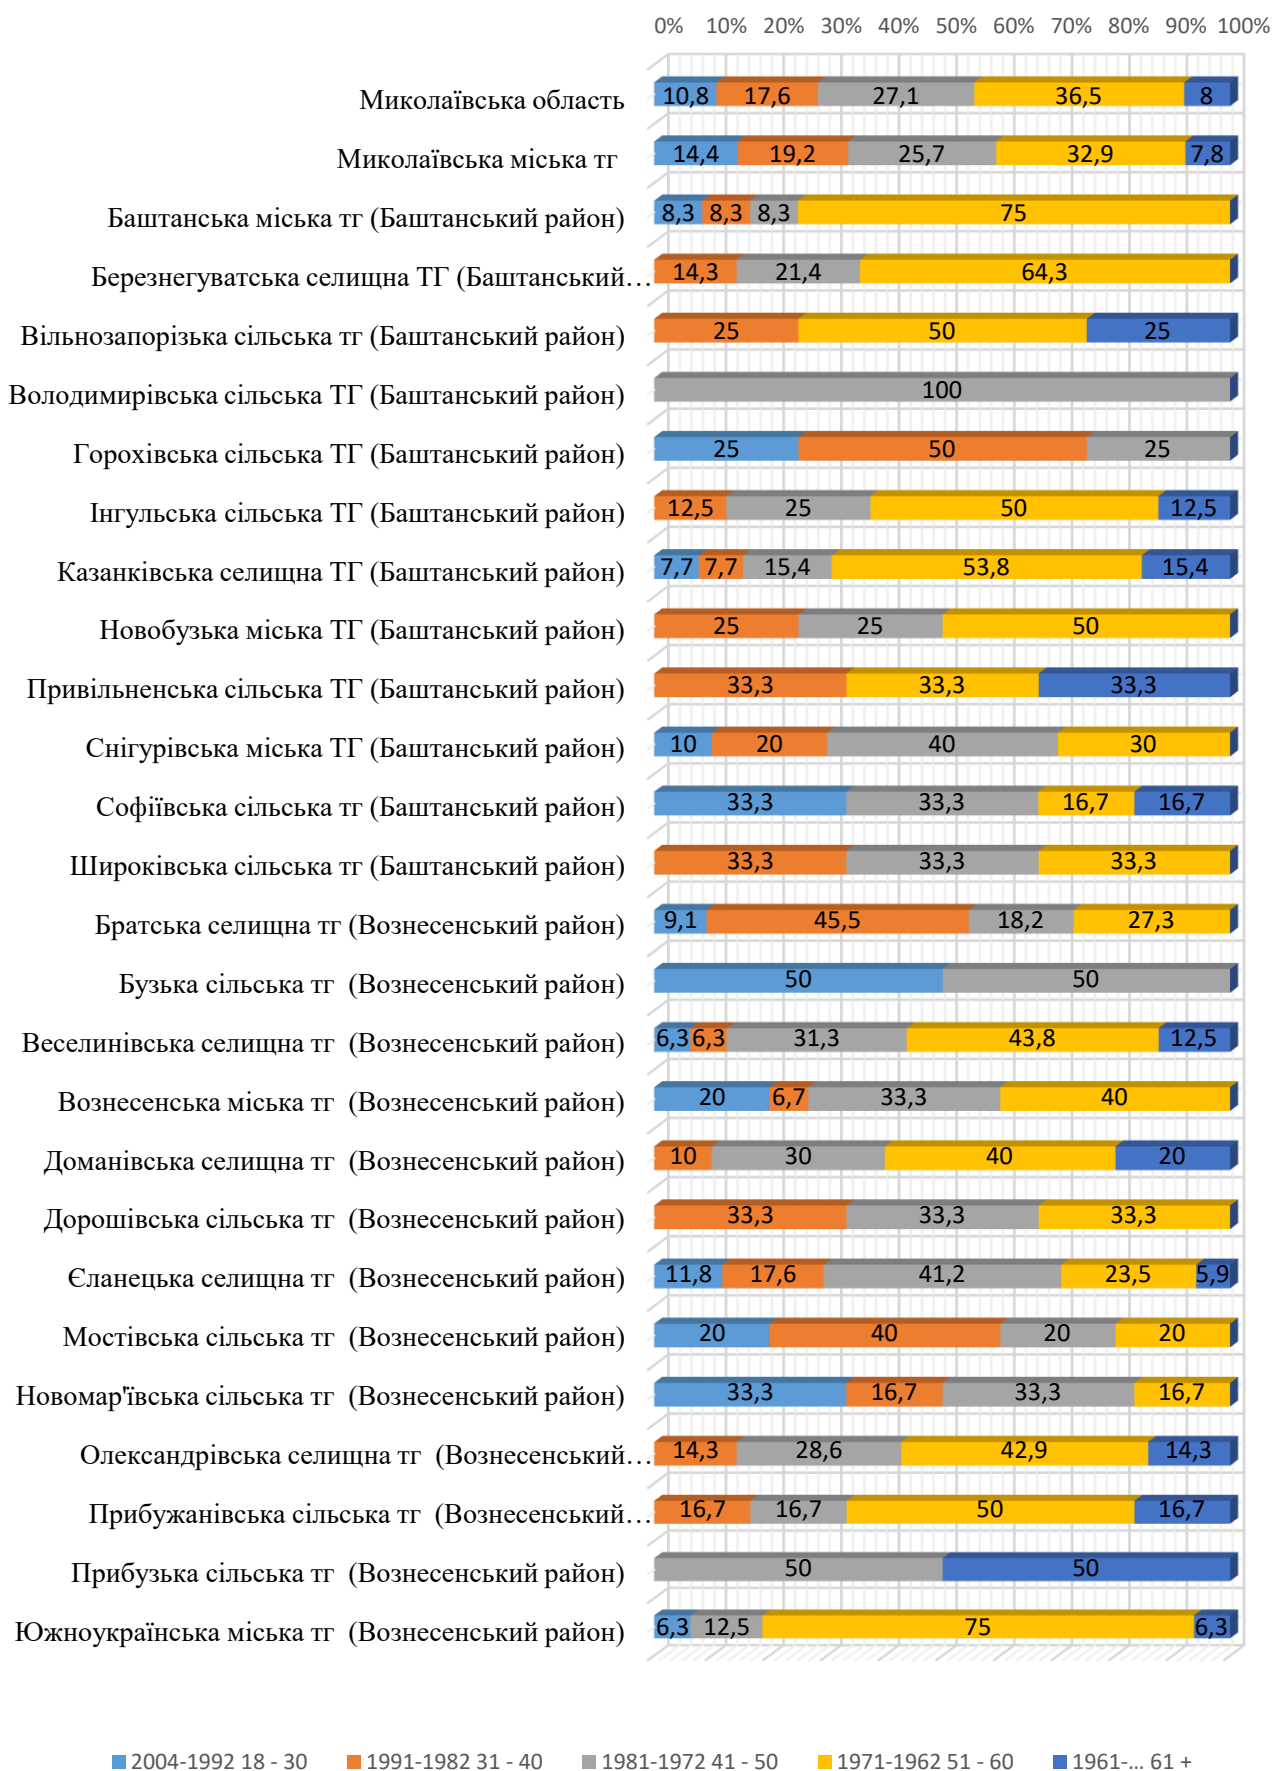 0% 10% 20% 30% 40% 50% 60% 70% 80% 90% 100%
Миколаївська область 10,8 17,6 27,1 36,5 8
Миколаївська міська тг 14,4 19,2 25,7 32,9 7,8
Баштанська міська тг (Баштанський район) 8,3 8,3 8,3 75
Березнегуватська селищна ТГ (Баштанський… 14,3 21,4 64,3
Вільнозапорізька сільська тг (Баштанський район) 25 50 25
Володимирівська сільська ТГ (Баштанський район) 100
Горохівська сільська ТГ (Баштанський район) 25 50 25
Інгульська сільська ТГ (Баштанський район) 12,5 25 50 12,5
Казанківська селищна ТГ (Баштанський район) 7,7 7,7 15,4 53,8 15,4
Новобузька міська ТГ (Баштанський район) 25 25 50
Привільненська сільська ТГ (Баштанський район) 33,3 33,3 33,3
Снігурівська міська ТГ (Баштанський район) 10 20 40 30
Софіївська сільська тг (Баштанський район) 33,3 33,3 16,7 16,7
Широківська сільська тг (Баштанський район) 33,3 33,3 33,3
Братська селищна тг (Вознесенський район) 9,1 45,5 18,2 27,3
Бузька сільська тг (Вознесенський район) 50 50
Веселинівська селищна тг (Вознесенський район) 6,3 6,3 31,3 43,8 12,5
Вознесенська міська тг (Вознесенський район) 20 6,7 33,3 40
Доманівська селищна тг (Вознесенський район) 10 30 40 20
Дорошівська сільська тг (Вознесенський район) 33,3 33,3 33,3
Єланецька селищна тг (Вознесенський район) 11,8 17,6 41,2 23,5 5,9
Мостівська сільська тг (Вознесенський район) 20 40 20 20
Новомар'ївська сільська тг (Вознесенський район) 33,3 16,7 33,3 16,7
Олександрівська селищна тг (Вознесенський… 14,3 28,6 42,9 14,3
Прибужанівська сільська тг (Вознесенський… 16,7 16,7 50 16,7
Прибузька сільська тг (Вознесенський район) 50 50
Южноукраїнська міська тг (Вознесенський район) 6,3 12,5 75 6,3
2004-1992 18 - 30 1991-1982 31 - 40 1981-1972 41 - 50 1971-1962 51 - 60 1961-... 61 +